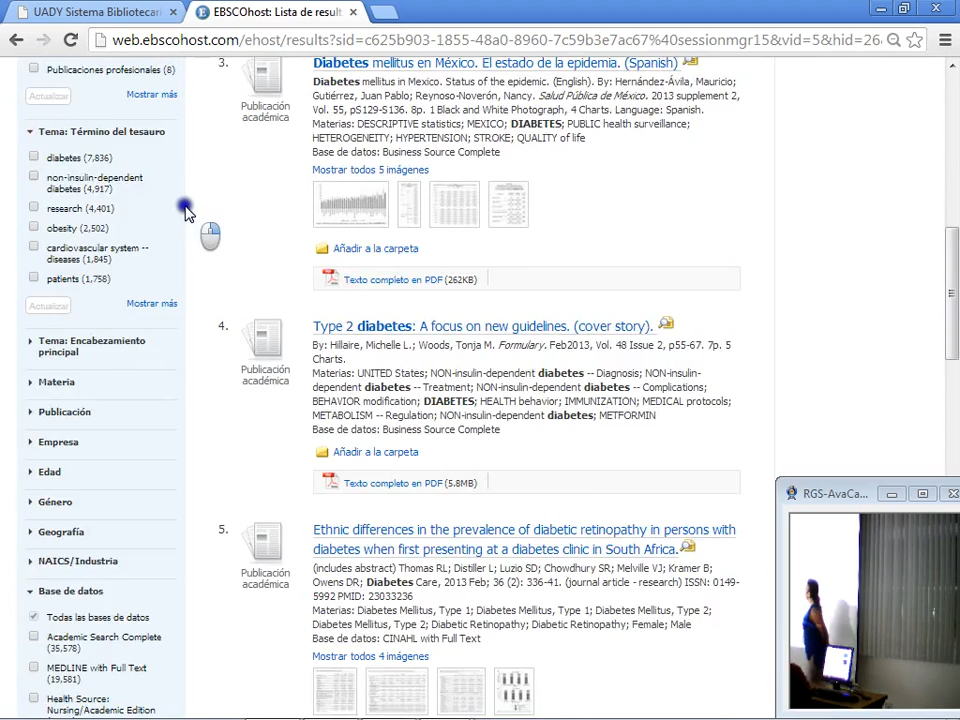 UADY Sistema Bibliotecari
EBSCOhost: Lista de result
web.ebscohost.com/ehost/results?sid=c625b903-1855-48a0-8960-7c59b3e7ac67%40sessionmgr15&vid=5&hid=26
Publicaciones profesionales (8)
Actualizar
Mostrar más
Tema: Término del tesauro
diabetes (7,836)
non-insulin-dependent
diabetes (4,917)
research (4,401)
obesity (2,502)
cardiovascular system --
diseases (1,845)
patients (1,758)
Actualizar
Mostrar más
Tema: Encabezamiento
principal
Materia
Publicación
Empresa
Edad
Género
Geografía
NAICS/Industria
Base de datos
Todas las bases de datos
Academic Search Complete
(35,578)
MEDLINE with Full Text
(19,581)
Health Source:
Nursing/Academic Edition
3.
Publicación
académica
Diabetes mellitus en México. El estado de la epidemia. (Spanish)
Diabetes mellitus in Mexico. Status of the epidemic. (English). By: Hernández-Ávila, Mauricio;
Gutiérrez, Juan Pablo; Reynoso-Noverón, Nancy. Salud Pública de México. 2013 supplement 2,
Vol. 55, pS129-S136. 8p. 1 Black and White Photograph, 4 Charts. Language: Spanish.
Materias: DESCRIPTIVE statistics; MEXICO; DIABETES; PUBLIC health surveillance;
HETEROGENEITY; HYPERTENSION; STROKE; QUALITY of life
Base de datos: Business Source Complete
Mostrar todos 5 imágenes
Añadir a la carpeta
Texto completo en PDF (262KB)
4.
Publicación
académica
Type 2 diabetes: A focus on new guidelines. (cover story).
By: Hillaire, Michelle L.; Woods, Tonja M. Formulary. Feb2013, Vol. 48 Issue 2, p55-67. 7p. 5
Charts.
Materias: UNITED States; NON-insulin-dependent diabetes -- Diagnosis; NON-insulin-
dependent diabetes -- Treatment; NON-insulin-dependent diabetes -- Complications;
BEHAVIOR modification; DIABETES; HEALTH behavior; IMMUNIZATION; MEDICAL protocols;
METABOLISM -- Regulation; NON-insulin-dependent diabetes; METFORMIN
Base de datos: Business Source Complete
Añadir a la carpeta
Texto completo en PDF (5.8MB)
5.
Publicación
académica
Ethnic differences in the prevalence of diabetic retinopathy in persons with
diabetes when first presenting at a diabetes clinic in South Africa.
(includes abstract) Thomas RL; Distiller L; Luzio SD; Chowdhury SR; Melville VJ; Kramer B;
Owens DR; Diabetes Care, 2013 Feb; 36 (2): 336-41. (journal article - research) ISSN: 0149-
5992 PMID: 23033236
Materias: Diabetes Mellitus, Type 1; Diabetes Mellitus, Type 1; Diabetes Mellitus, Type 2;
Diabetes Mellitus, Type 2; Diabetic Retinopathy; Diabetic Retinopathy; Female; Male
Base de datos: CINAHL with Full Text
Mostrar todos 4 imágenes
RGS-AvaCa...